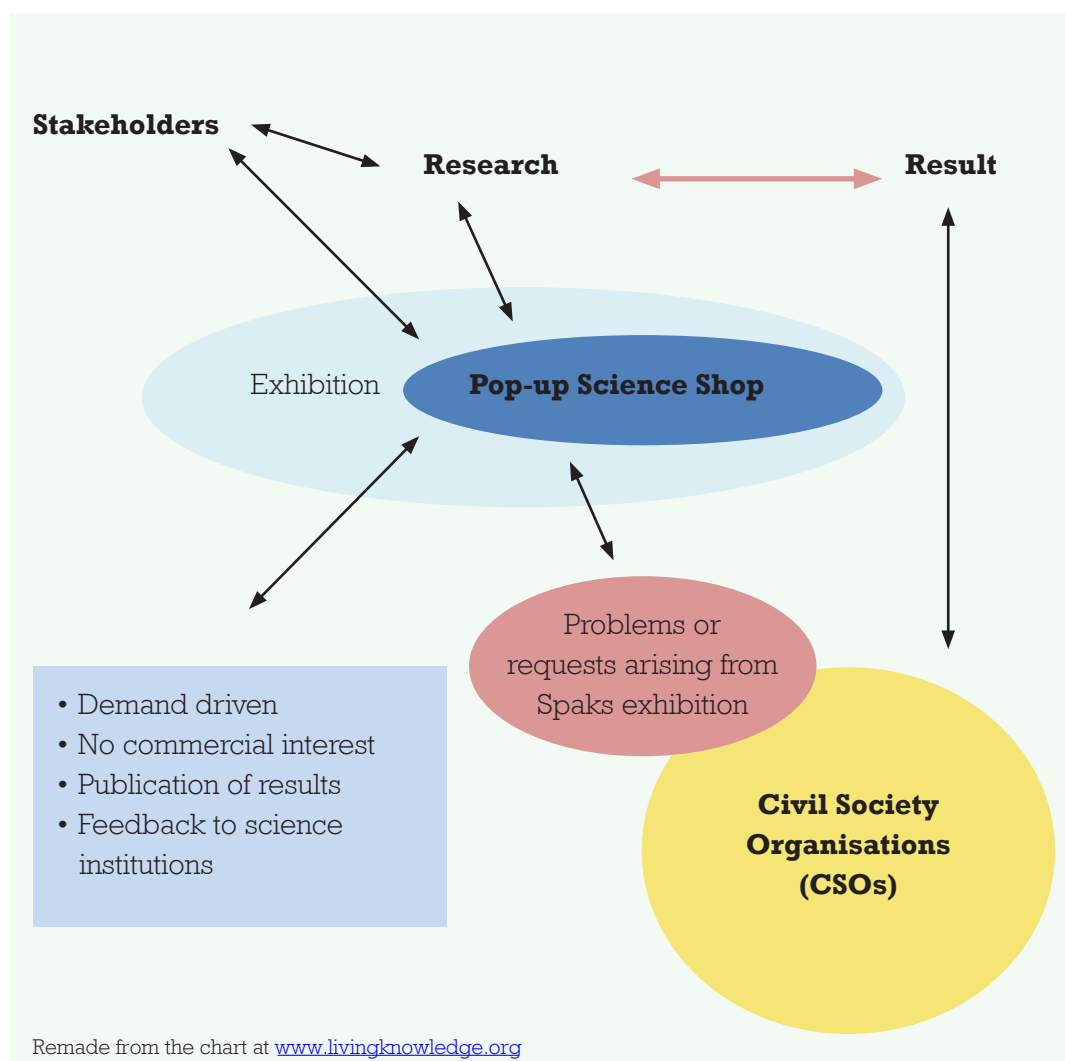 Stakeholders
Research
Result
Exhibition
Pop-up Science Shop
Problems or
requests arising from
Spaks exhibition
• Demand driven
• No commercial interest
• Publication of results
• Feedback to science
institutions
Civil Society
Organisations
(CSOs)
Remade from the chart at www.livingknowledge.org